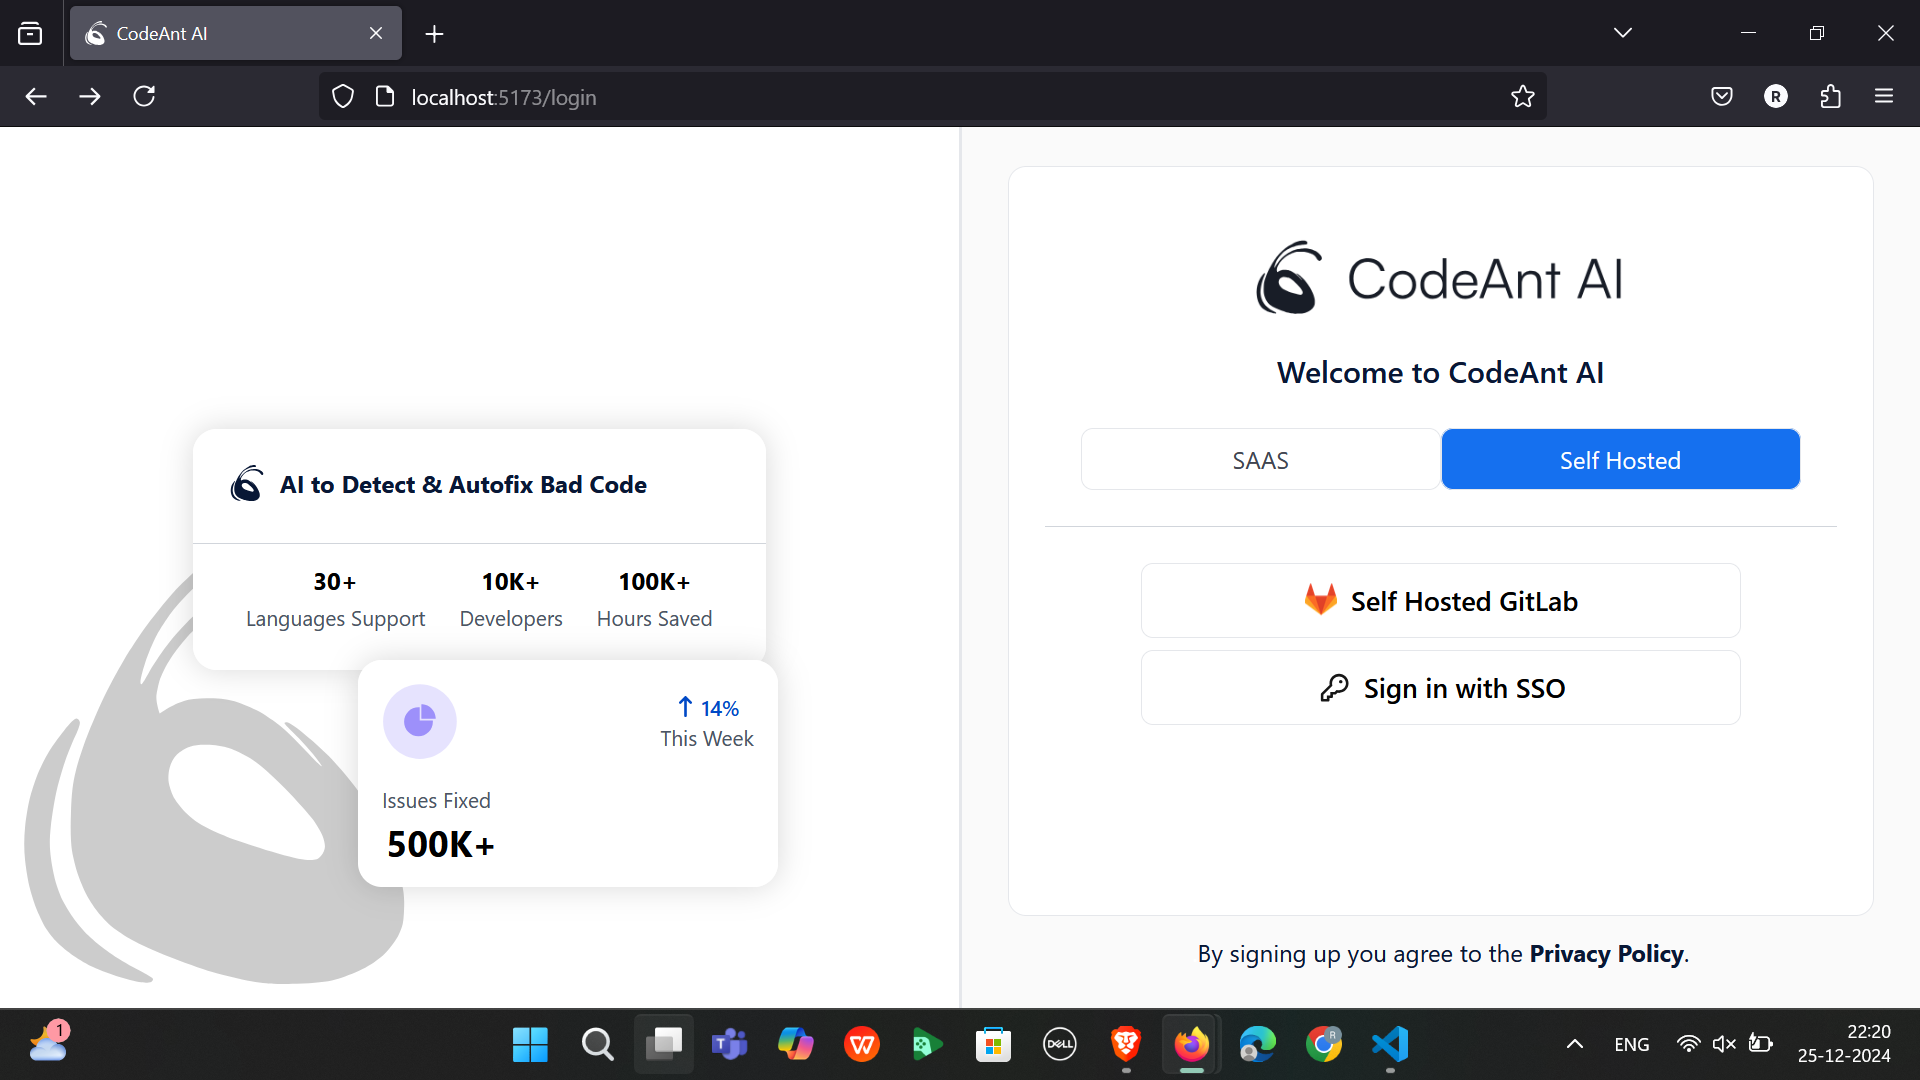 CodeAnt AI
localhost:5173/login
R
AI to Detect & Autofix Bad Code
30+
Languages Support
10K+
Developers
100K+
Hours Saved
14%
This Week
Issues Fixed
500K+
CodeAnt AI
Welcome to CodeAnt AI
SAAS
Self Hosted
Self Hosted GitLab
Sign in with SSO
By signing up you agree to the Privacy Policy.
1
T
W
DELL
R
ENG
22:20
25-12-2024